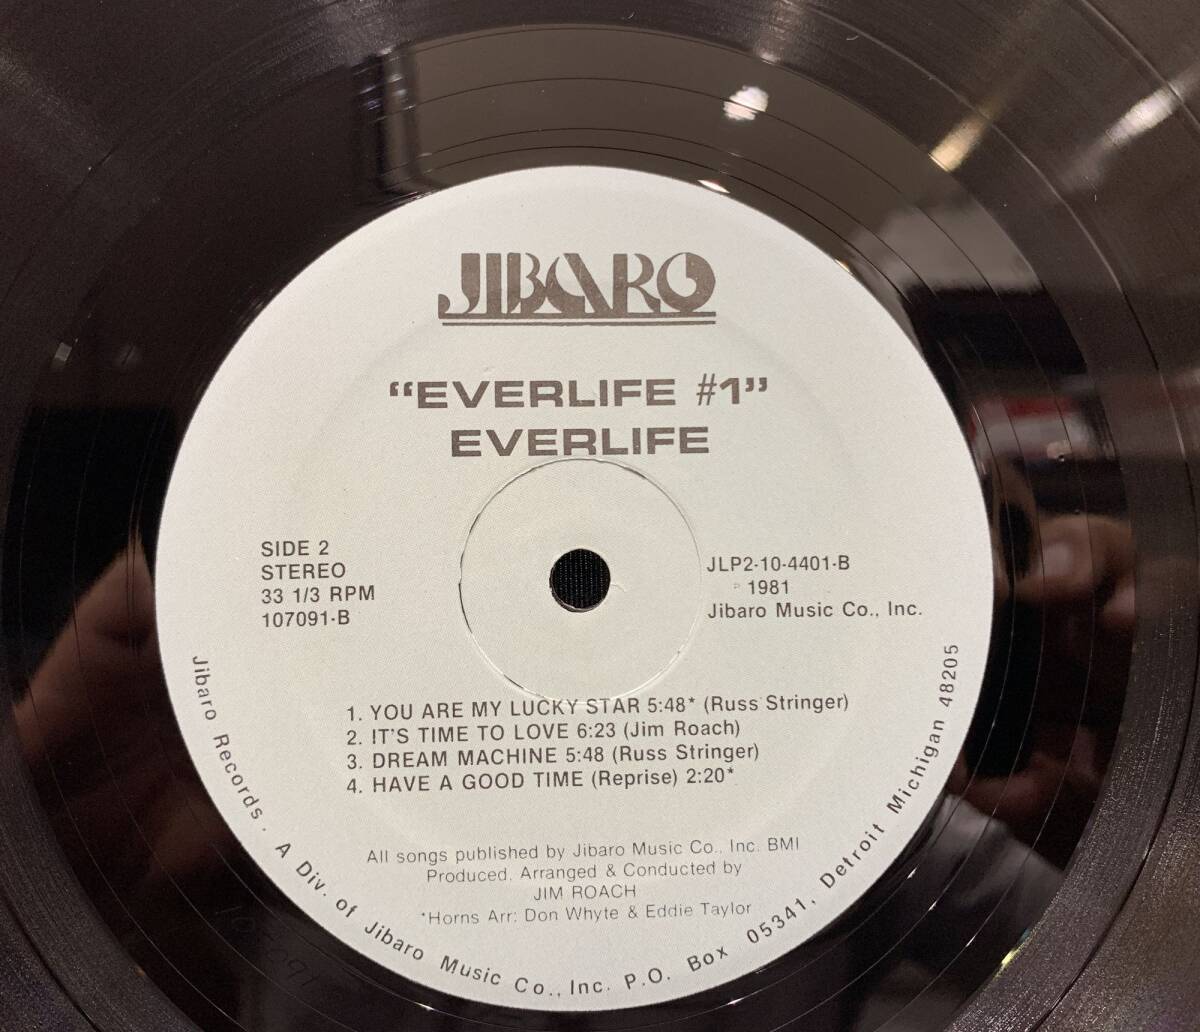 JIBARO
"EVERLIFE #1"
EVERLIFE
SIDE 2
STEREO
33 1/3 RPM
107091-B
JLP2-10-4401-B
℗ 1981
Jibaro Music Co., Inc.
1. YOU ARE MY LUCKY STAR 5:48* (Russ Stringer)
2. IT'S TIME TO LOVE 6:23 (Jim Roach)
3. DREAM MACHINE 5:48 (Russ Stringer)
4. HAVE A GOOD TIME (Reprise) 2:20*
All songs published by Jibaro Music Co., Inc. BMI
Produced, Arranged & Conducted by
JIM ROACH
*Horns Arr: Don Whyte & Eddie Taylor
Jibaro Records · A Div. of Jibaro Music Co., Inc. P.O. Box 05341, Detroit Michigan 48205